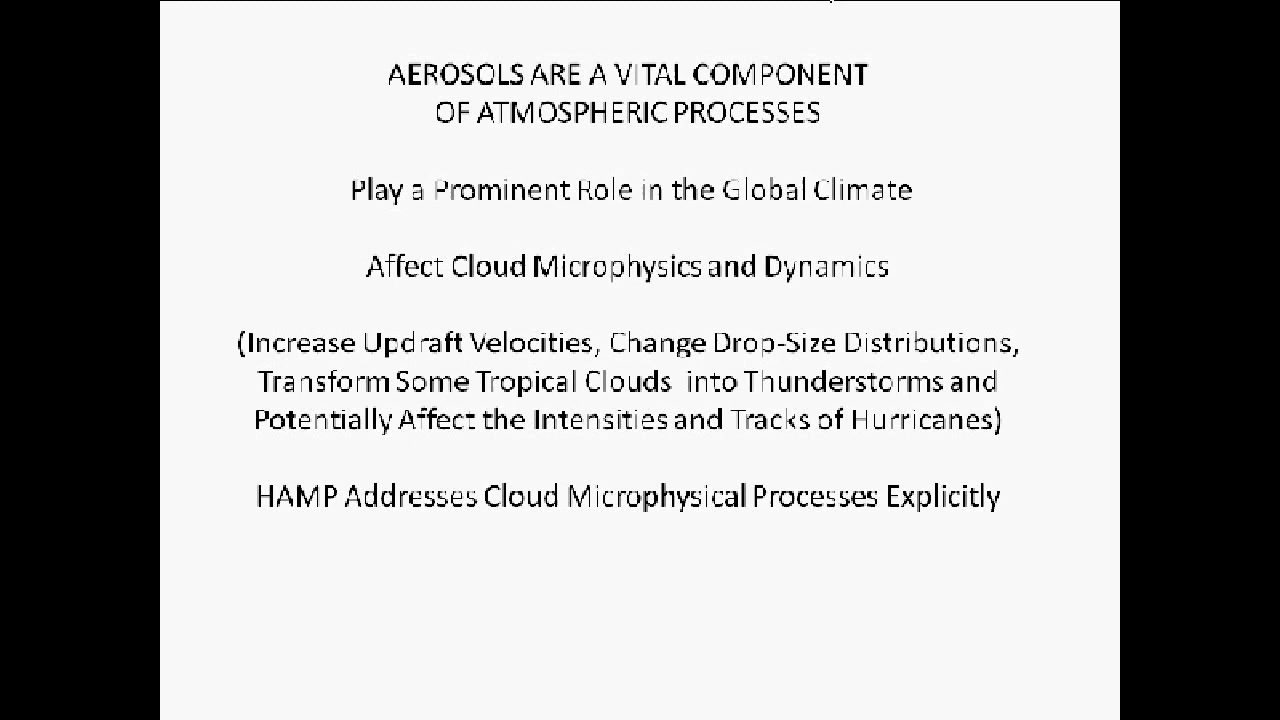 AEROSOLS ARE A VITAL COMPONENT
OF ATMOSPHERIC PROCESSES
Play a Prominent Role in the Global Climate
Affect Cloud Microphysics and Dynamics
(Increase Updraft Velocities, Change Drop-Size Distributions,
Transform Some Tropical Clouds into Thunderstorms and
Potentially Affect the Intensities and Tracks of Hurricanes)
HAMP Addresses Cloud Microphysical Processes Explicitly